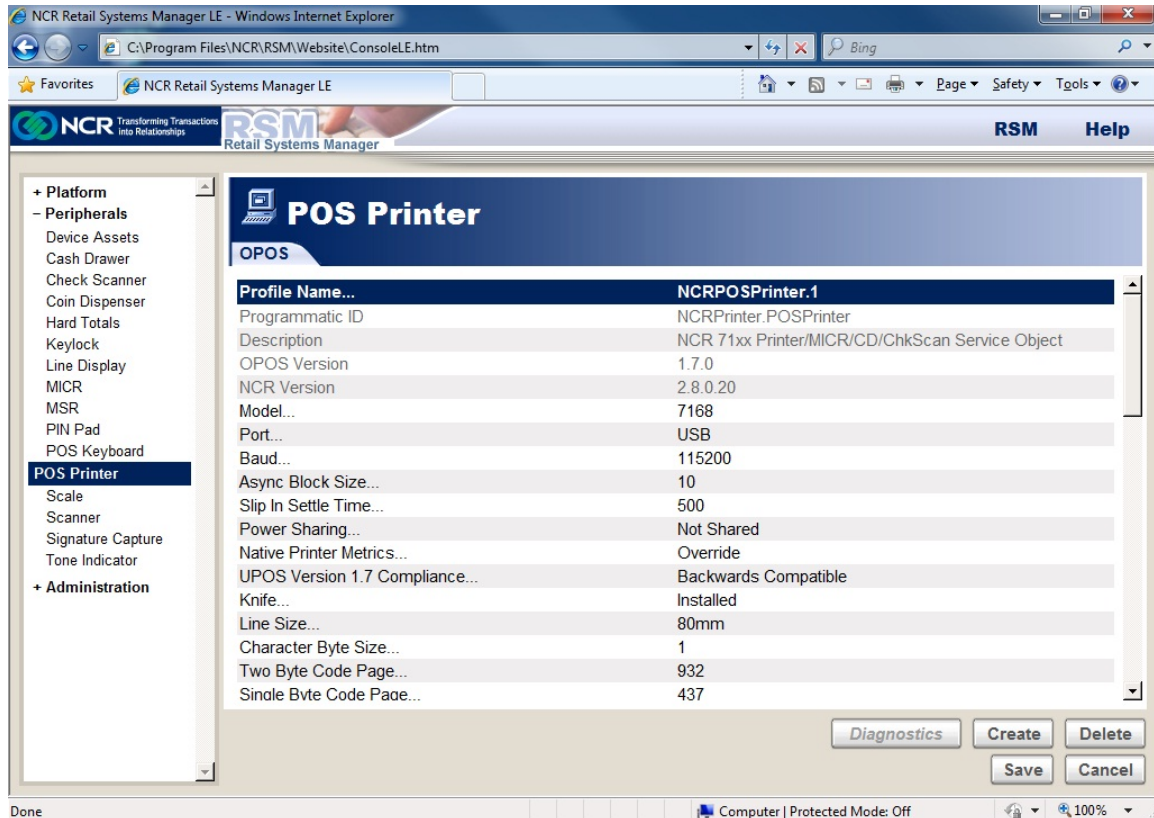 NCR Retail Systems Manager LE - Windows Internet Explorer
C:\Program Files\NCR\RSM\Website\ConsoleLE.htm
Bing
Favorites
NCR Retail Systems Manager LE
Page
Safety
Tools
NCR
Transforming Transactions
into Relationships
RSM
Retail Systems Manager
RSM
Help
+ Platform
– Peripherals
Device Assets
Cash Drawer
Check Scanner
Coin Dispenser
Hard Totals
Keylock
Line Display
MICR
MSR
PIN Pad
POS Keyboard
POS Printer
Scale
Scanner
Signature Capture
Tone Indicator
+ Administration
POS Printer
OPOS
Profile Name... NCRPOSPrinter.1
Programmatic ID NCRPrinter.POSPrinter
Description NCR 71xx Printer/MICR/CD/ChkScan Service Object
OPOS Version 1.7.0
NCR Version 2.8.0.20
Model... 7168
Port... USB
Baud... 115200
Async Block Size... 10
Slip In Settle Time... 500
Power Sharing... Not Shared
Native Printer Metrics... Override
UPOS Version 1.7 Compliance... Backwards Compatible
Knife... Installed
Line Size... 80mm
Character Byte Size... 1
Two Byte Code Page... 932
Single Byte Code Page... 437
Diagnostics
Create
Delete
Save
Cancel
Done
Computer | Protected Mode: Off
100%